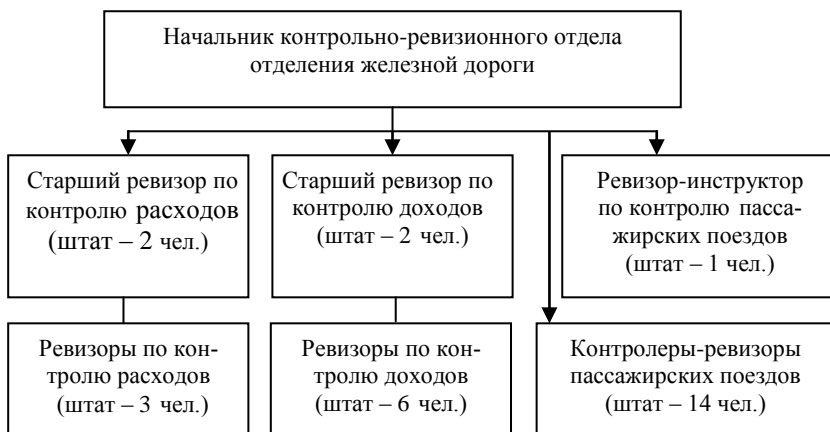 Начальник контрольно-ревизионного отдела
отделения железной дороги
Старший ревизор по
контролю расходов
(штат – 2 чел.)
Старший ревизор по
контролю доходов
(штат – 2 чел.)
Ревизор-инструктор
по контролю пасса-
жирских поездов
(штат – 1 чел.)
Ревизоры по кон-
тролю расходов
(штат – 3 чел.)
Ревизоры по кон-
тролю доходов
(штат – 6 чел.)
Контролеры-ревизоры
пассажирских поездов
(штат – 14 чел.)